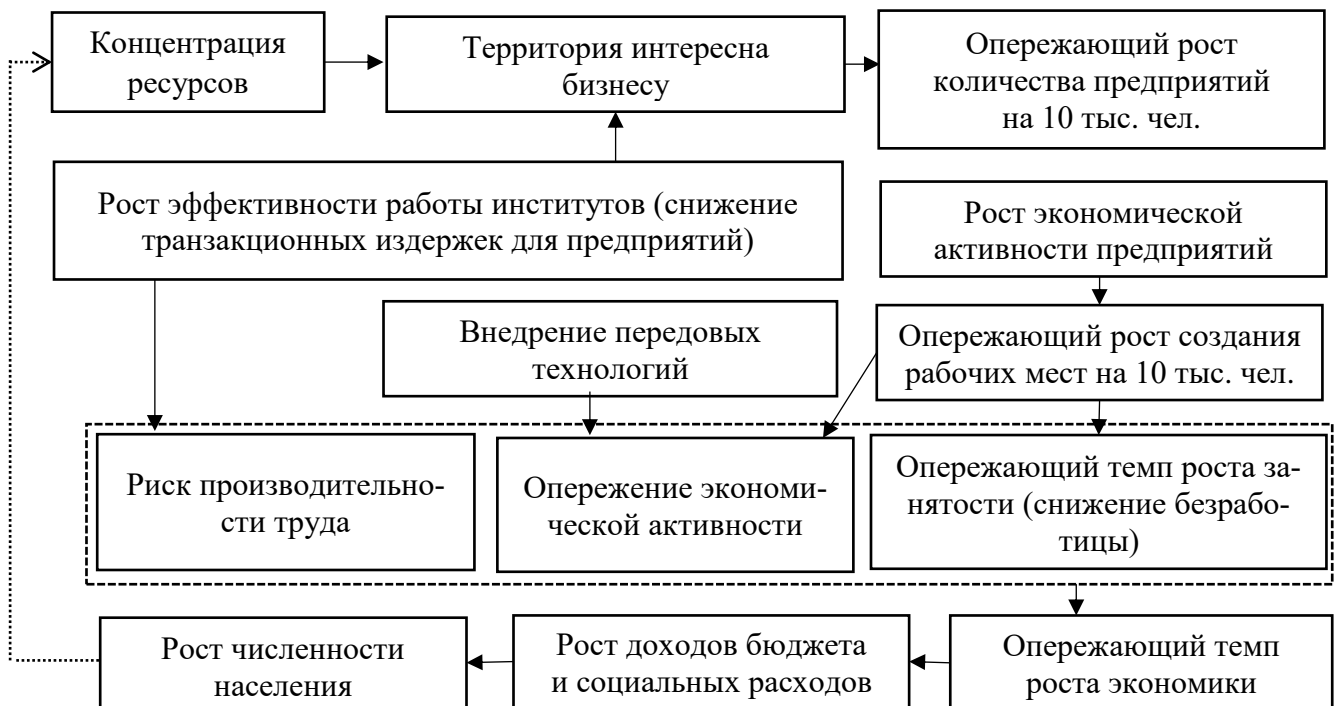 Концентрация
ресурсов
Территория интересна
бизнесу
Опережающий рост
количества предприятий
на 10 тыс. чел.
Рост эффективности работы институтов (снижение
транзакционных издержек для предприятий)
Рост экономической
активности предприятий
Внедрение передовых
технологий
Опережающий рост создания
рабочих мест на 10 тыс. чел.
Риск производительно-
сти труда
Опережение экономи-
ческой активности
Опережающий темп роста за-
нятости (снижение безрабо-
тицы)
Рост численности
населения
Рост доходов бюджета
и социальных расходов
Опережающий темп
роста экономики